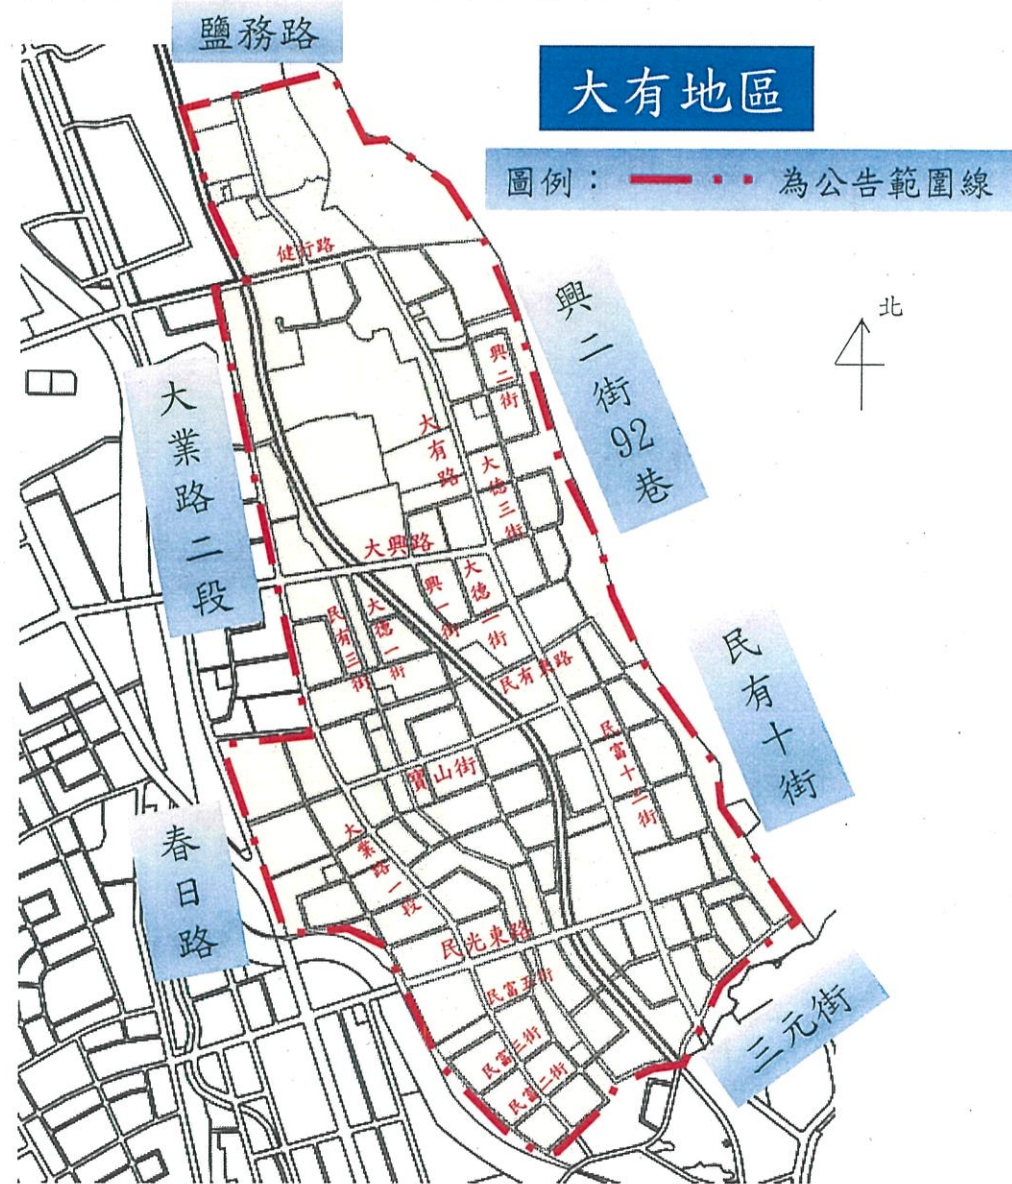 鹽務路
大有地區
圖例： 為公告範圍線
北
健行路
興二街92巷
興二街
大業路二段
大有路
大德三街
大興路
興一街
大德一街
民有三街
大德一街
民有東路
民有十街
民富十二街
寶山街
大業路一段
春日路
民光東路
民富五街
三元街
民富三街
民富二街